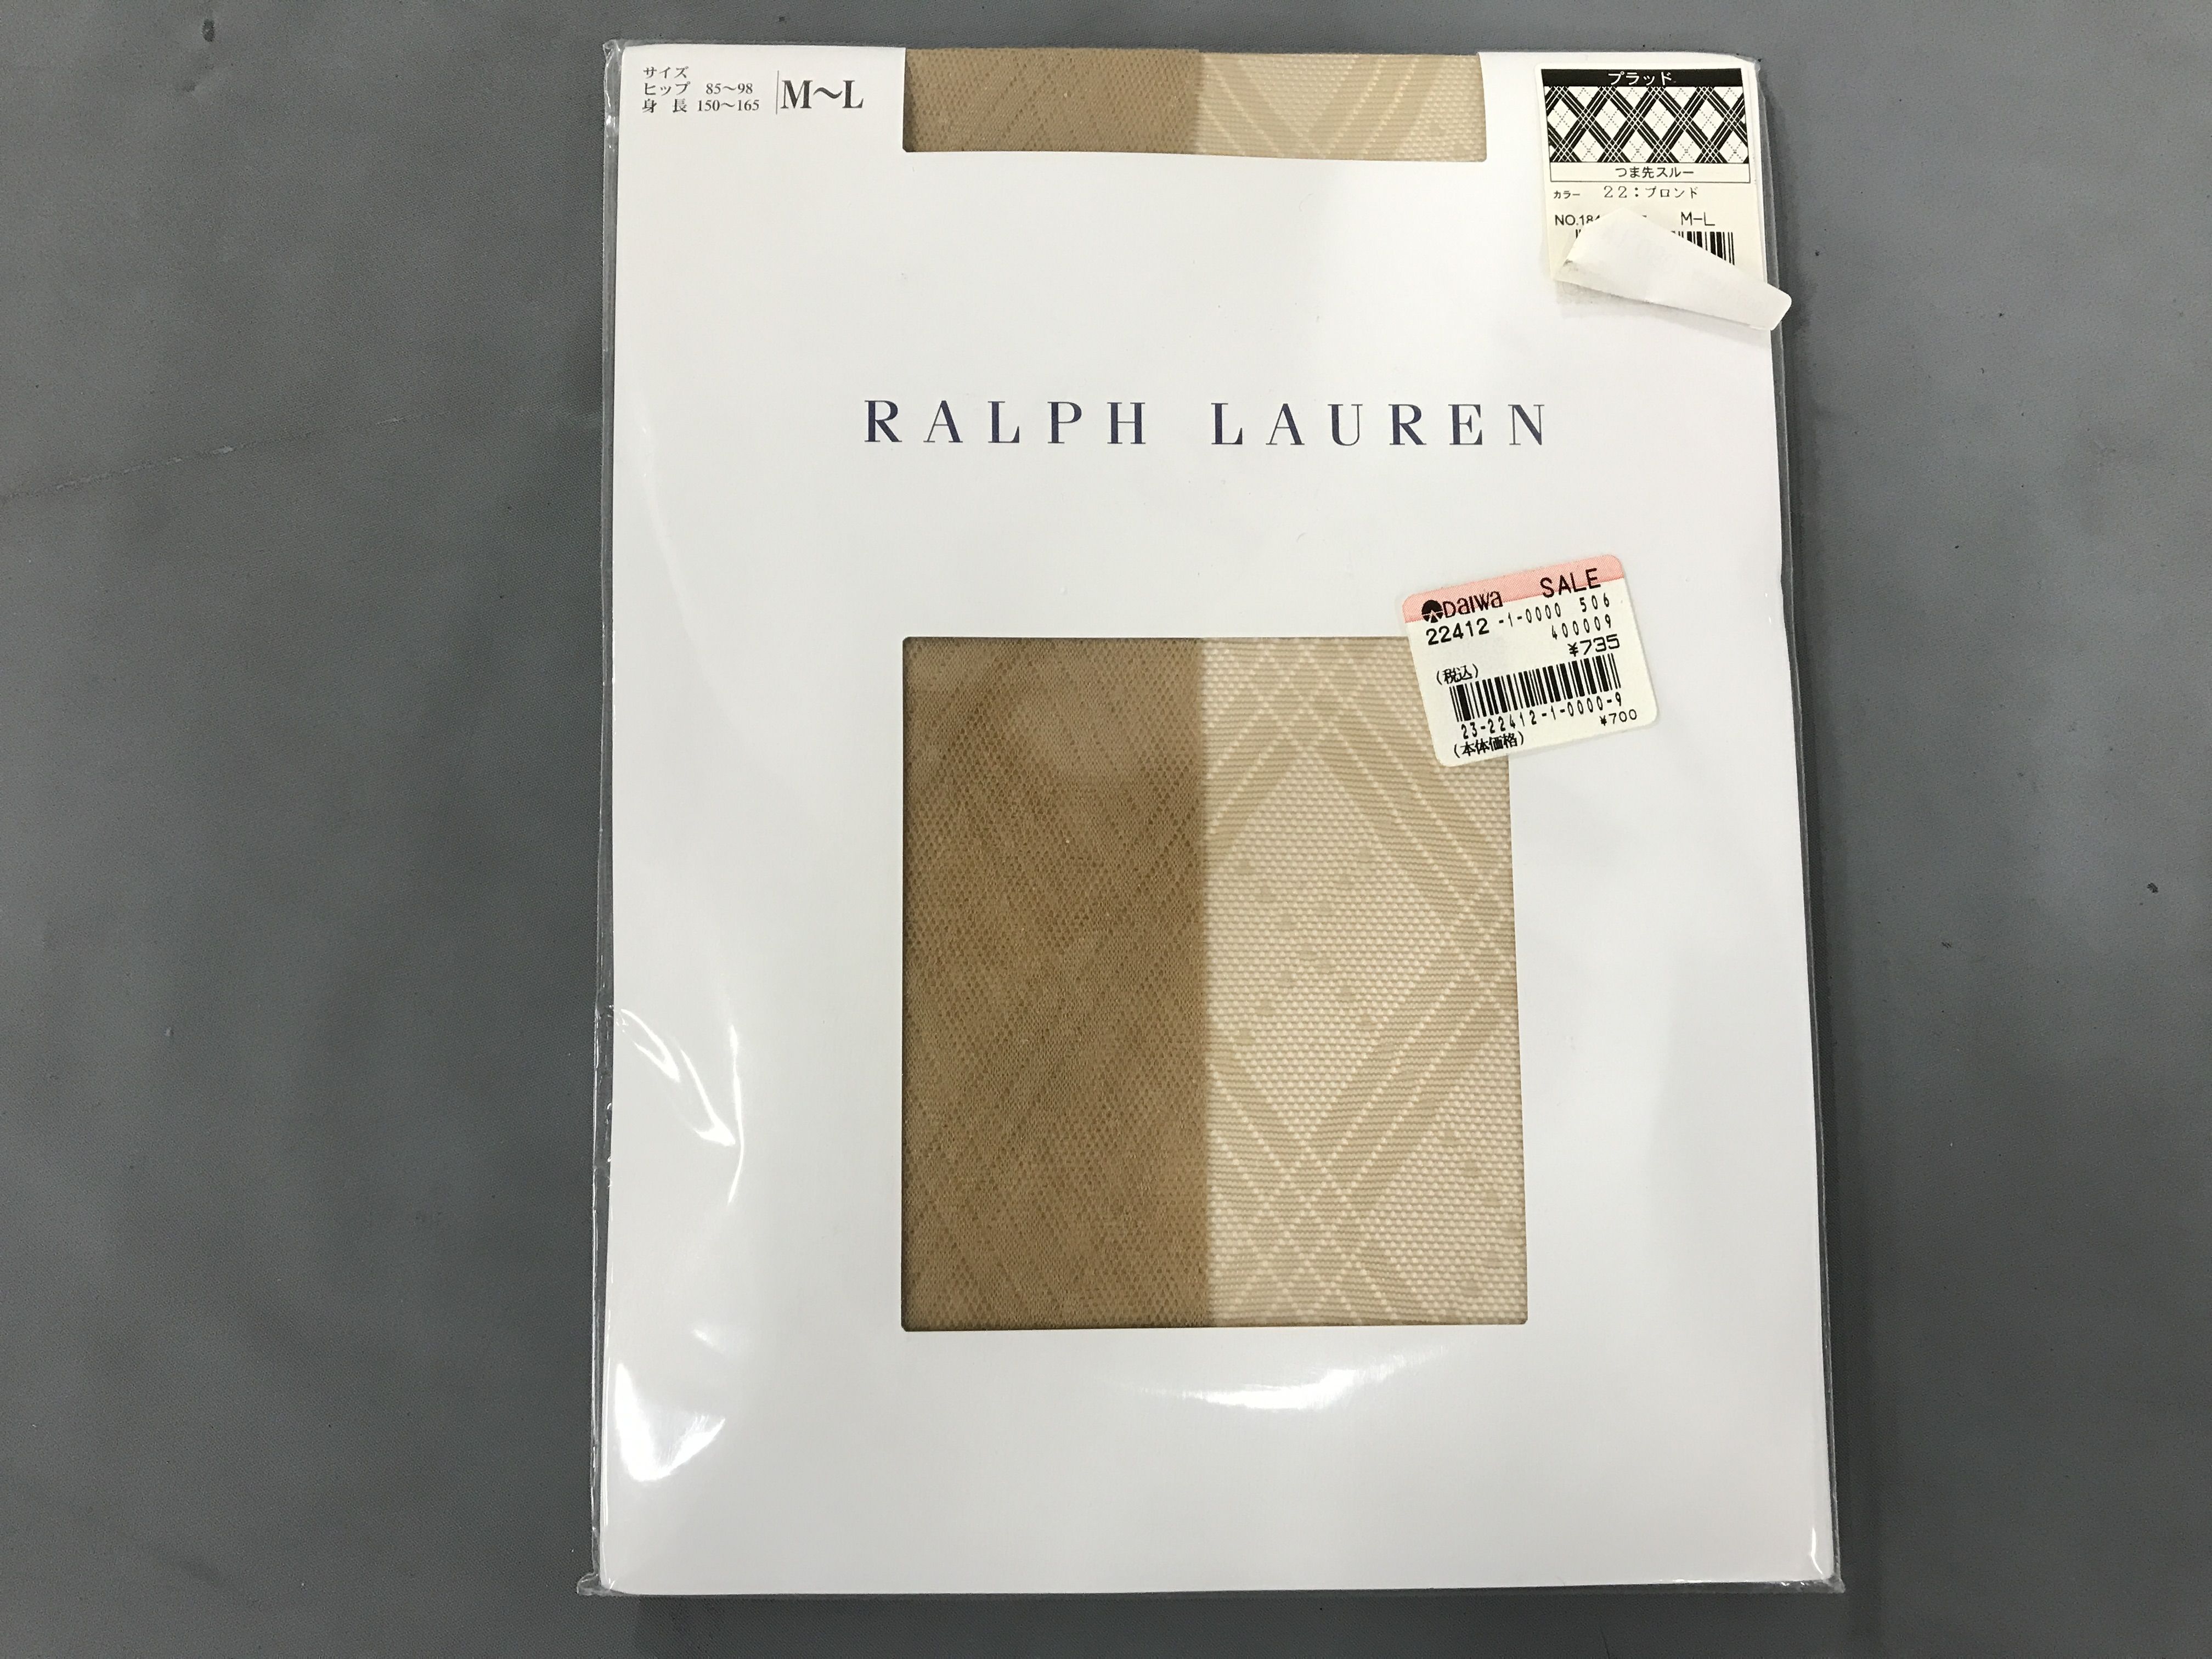 サイズ
ヒップ 85〜98
身 長 150〜165
M〜L
プラッド
つま先スルー
カラー 22:ブロンド
NO.184 M-L
RALPH LAUREN
Daiwa SALE
22412-1-0000 506
400009
¥735
(税込)
23-22412-1-0000-9
¥700
(本体価格)